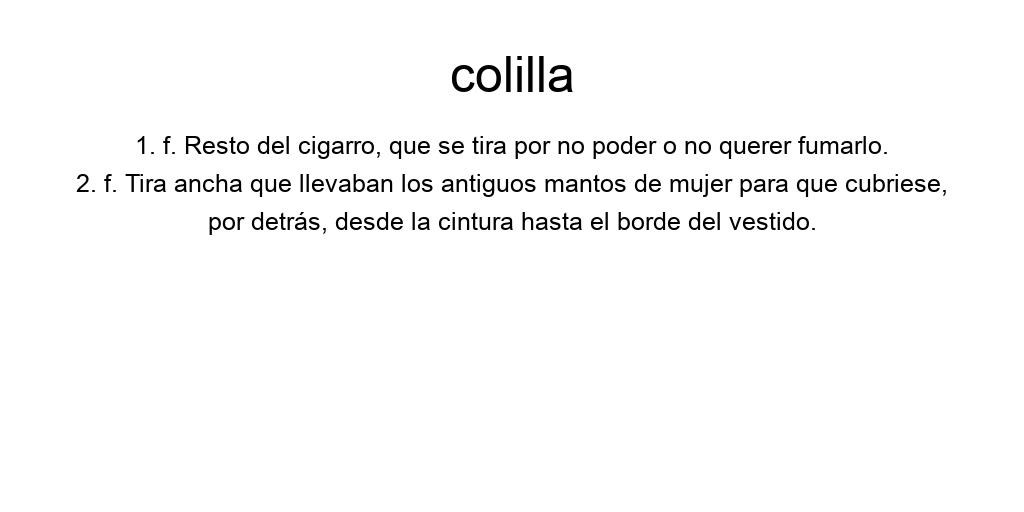 colilla
1. f. Resto del cigarro, que se tira por no poder o no querer fumarlo.
2. f. Tira ancha que llevaban los antiguos mantos de mujer para que cubriese,
por detrás, desde la cintura hasta el borde del vestido.